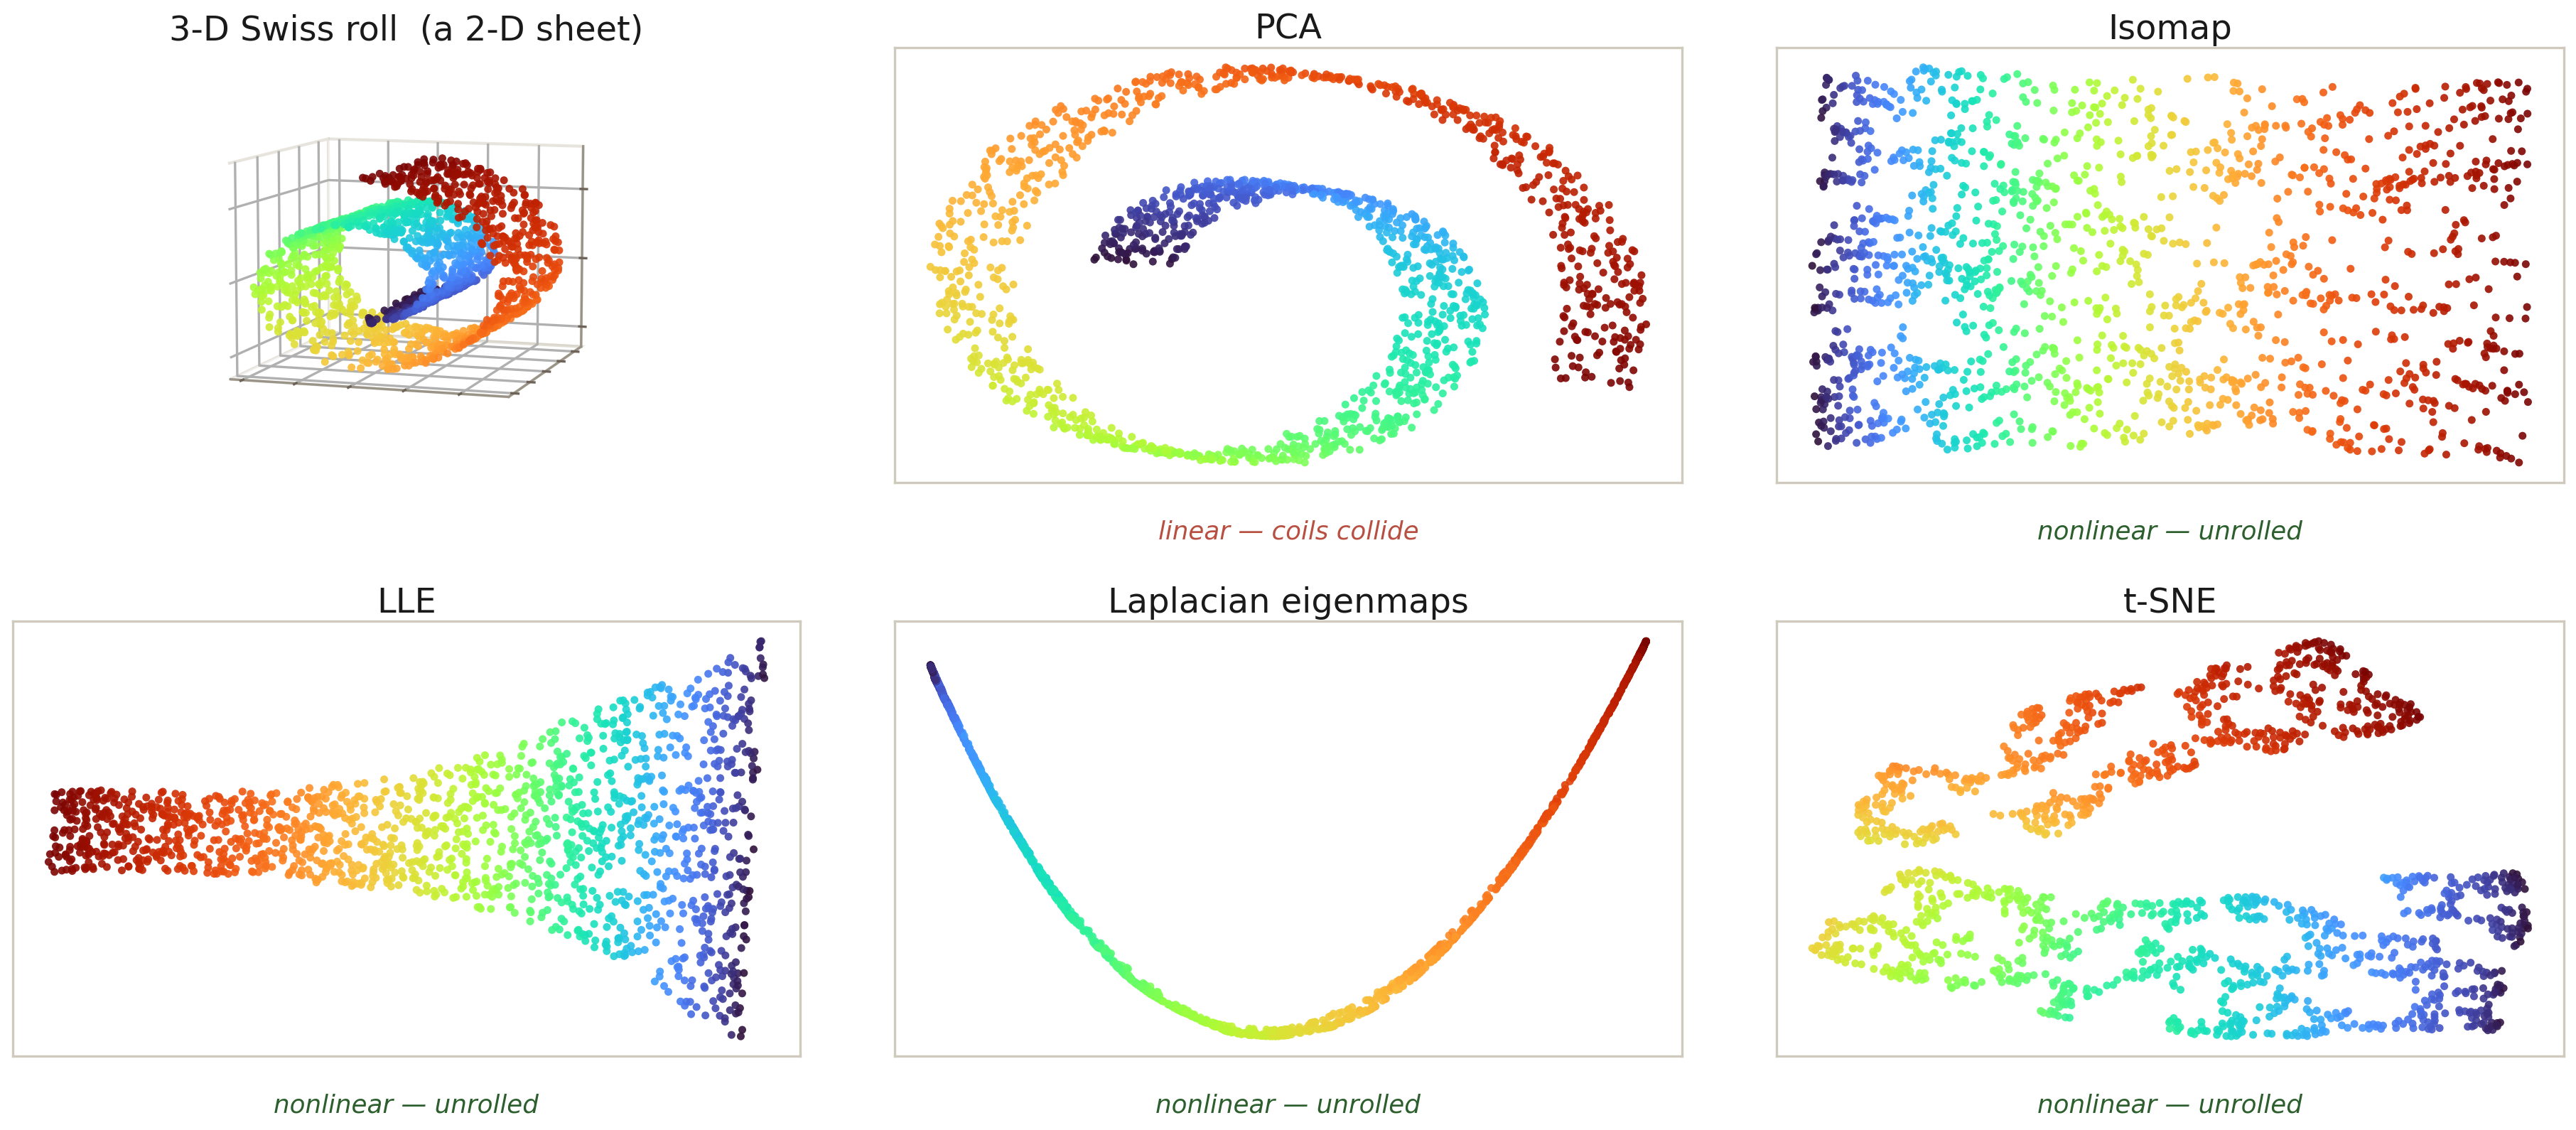 3-D Swiss roll  (a 2-D sheet)
PCA
Isomap
linear — coils collide
nonlinear — unrolled
LLE
Laplacian eigenmaps
t-SNE
nonlinear — unrolled
nonlinear — unrolled
nonlinear — unrolled